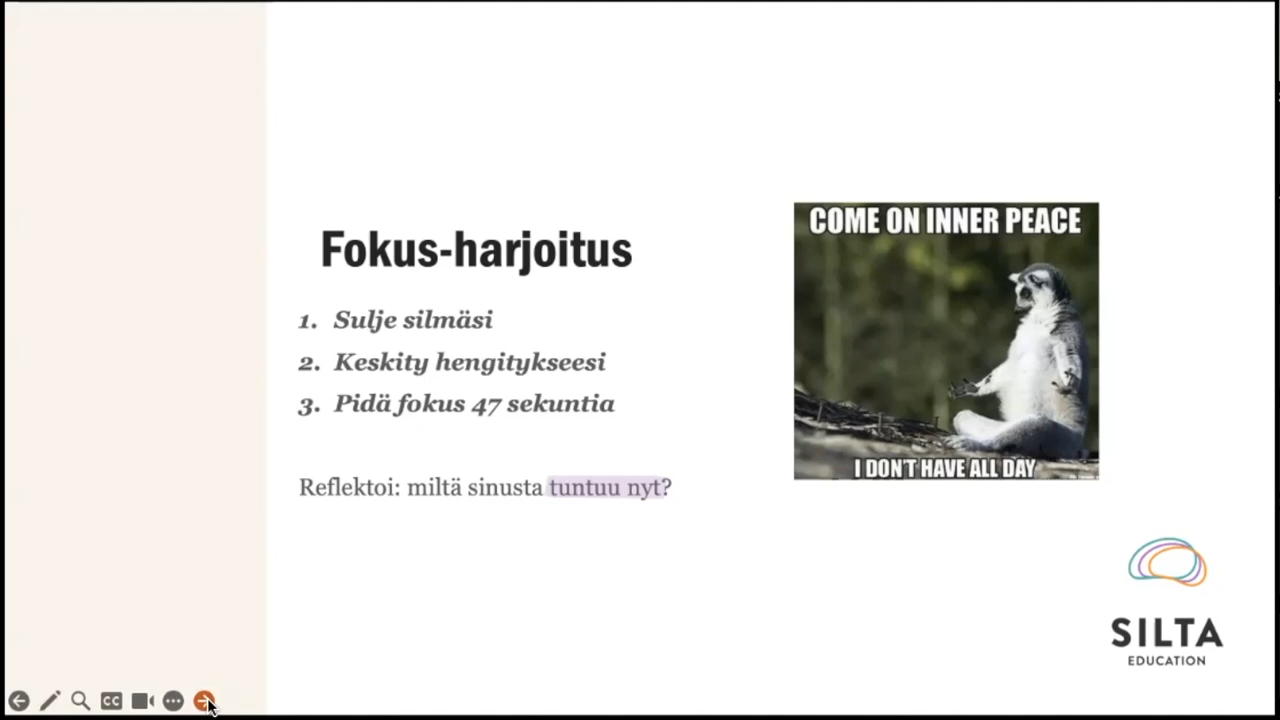 Fokus-harjoitus
1. Sulje silmäsi
2. Keskity hengitykseesi
3. Pidä fokus 47 sekuntia
Reflektoi: miltä sinusta tuntuu nyt?
COME ON INNER PEACE
I DON'T HAVE ALL DAY
SILTA
EDUCATION
CC